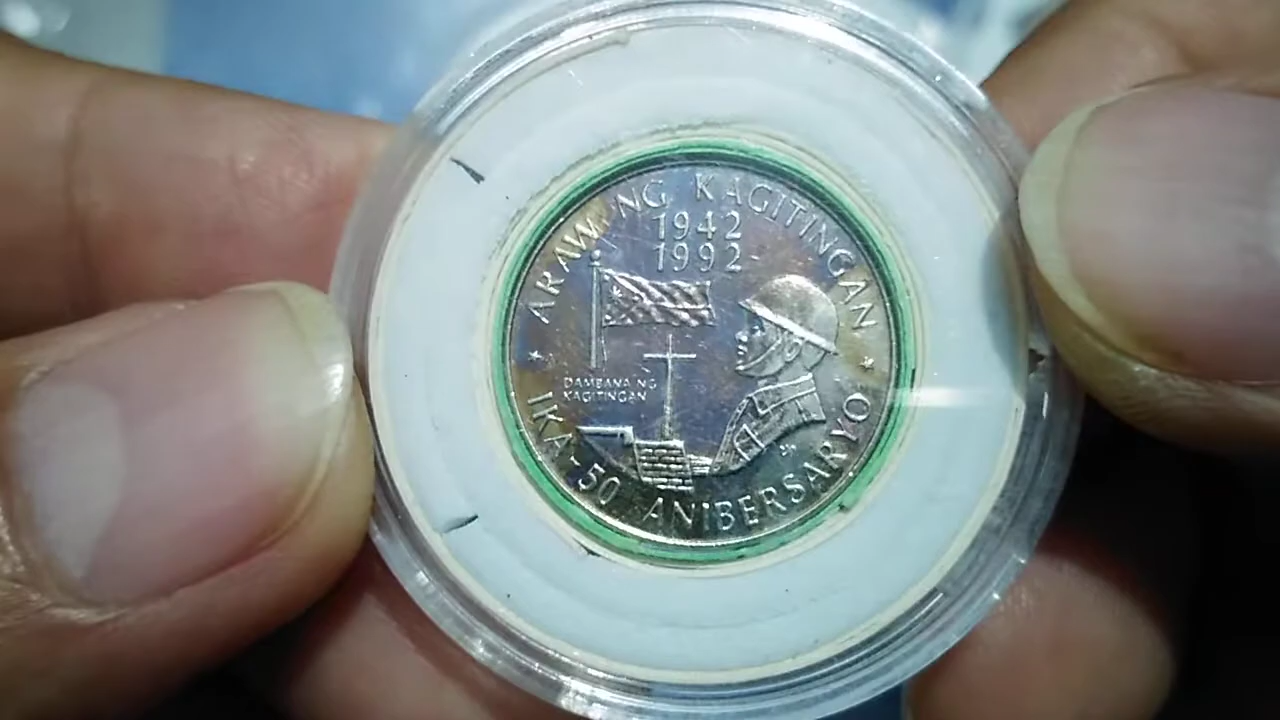 ARAW NG KAGITINGAN
1942
1992
DAMBANA NG
KAGITINGAN
IKA-50 ANIBERSARYO